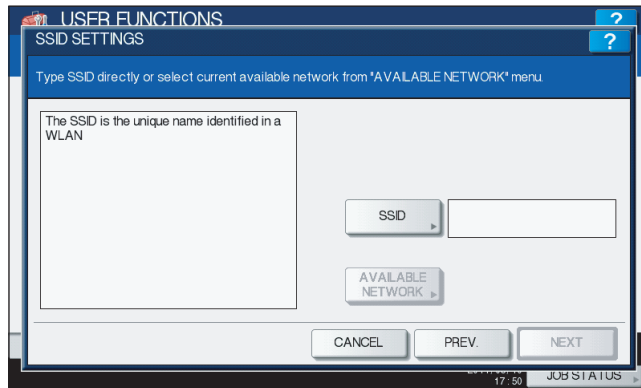 USER FUNCTIONS
?
SSID SETTINGS
?
Type SSID directly or select current available network from "AVAILABLE NETWORK" menu.
The SSID is the unique name identified in a
WLAN
SSID
AVAILABLE
NETWORK
CANCEL PREV. NEXT
17:50 JOB STATUS